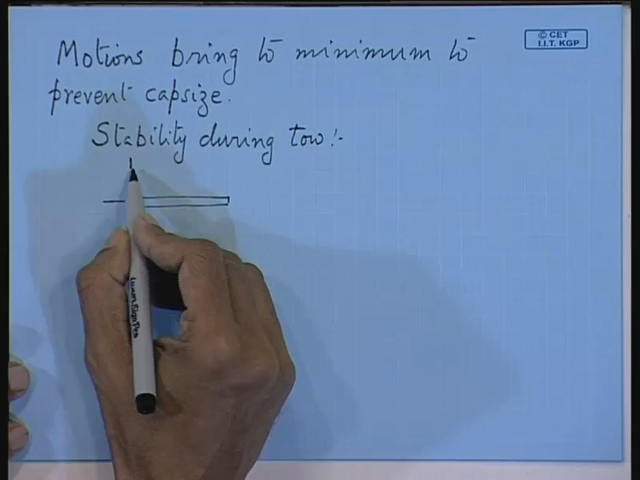 Motions bring to minimum to
prevent capsize.
Stability during tow:-
© CET
I.I.T. KGP